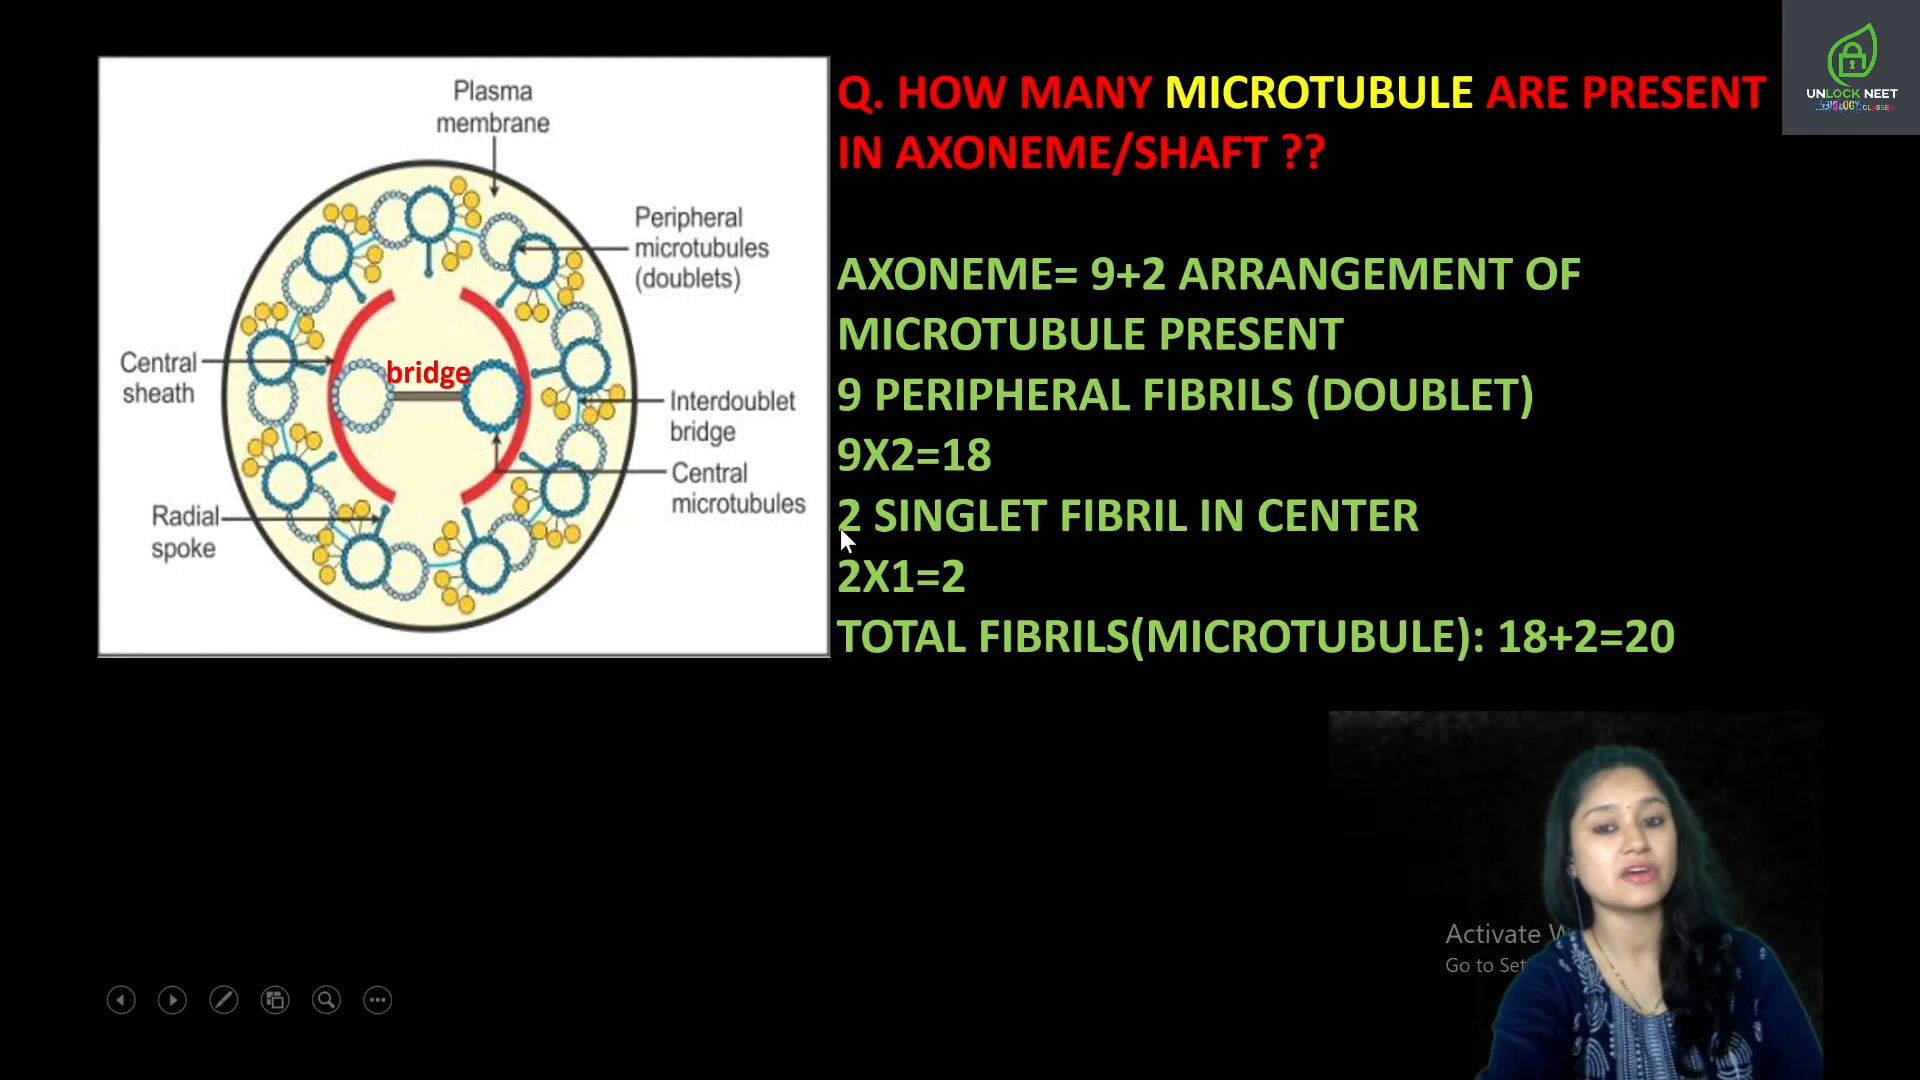 Plasma
membrane
Peripheral
microtubules
(doublets)
Central
sheath
bridge
Interdoublet
bridge
Central
microtubules
Radial
spoke
Q. HOW MANY MICROTUBULE ARE PRESENT
IN AXONEME/SHAFT ??
AXONEME= 9+2 ARRANGEMENT OF
MICROTUBULE PRESENT
9 PERIPHERAL FIBRILS (DOUBLET)
9X2=18
2 SINGLET FIBRIL IN CENTER
2X1=2
TOTAL FIBRILS(MICROTUBULE): 18+2=20
UNLOCK NEET
BIOLOGY CLASSES
Activate W
Go to Set